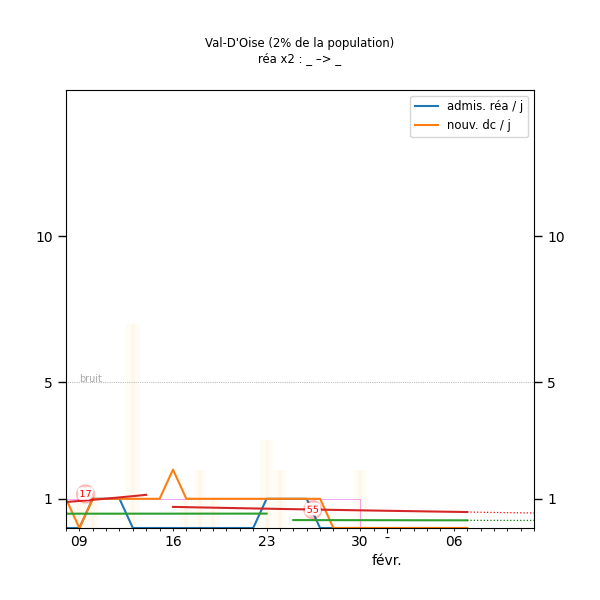 Val-D'Oise (2% de la population)
réa x2 : _ –> _
admis. réa / j
nouv. dc / j
10
10
bruit
5
5
17
1
1
55
09
16
23
30
-
06
févr.